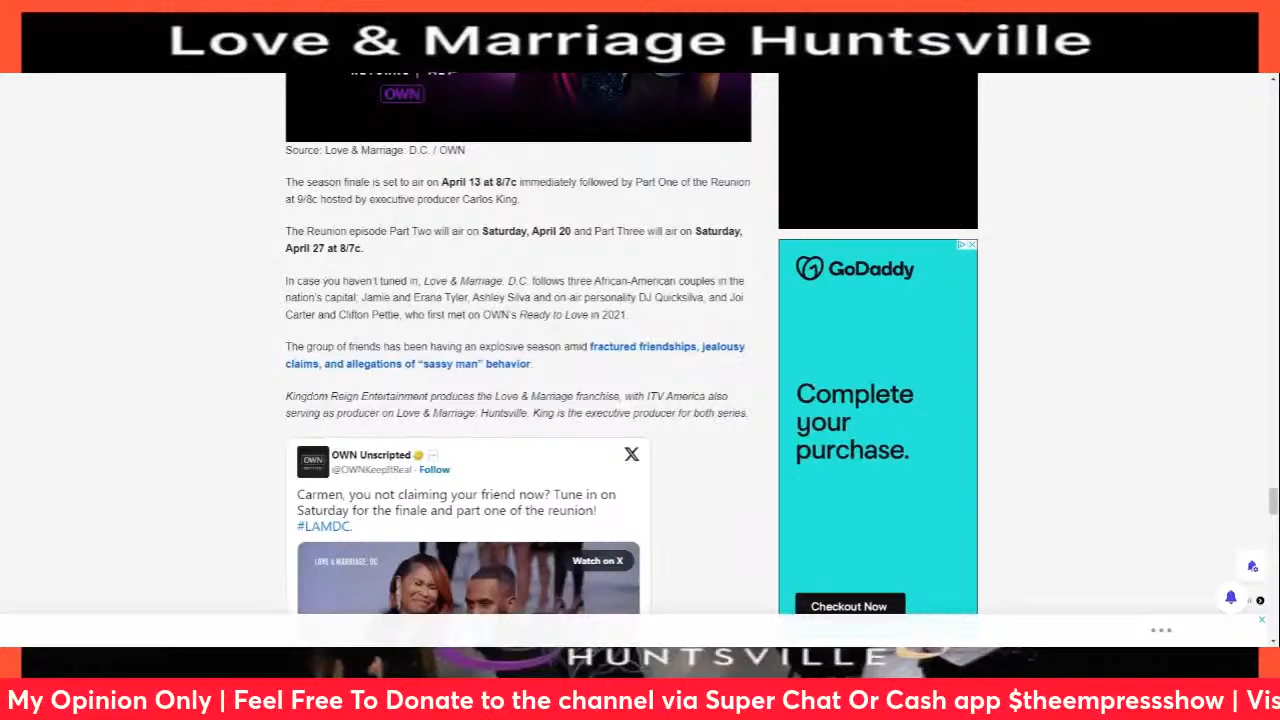 Love & Marriage Huntsville
OWN
Source: Love & Marriage: D.C. / OWN
The season finale is set to air on April 13 at 8/7c immediately followed by Part One of the Reunion
at 9/8c hosted by executive producer Carlos King.
The Reunion episode Part Two will air on Saturday, April 20 and Part Three will air on Saturday,
April 27 at 8/7c.
In case you haven't tuned in, Love & Marriage: D.C. follows three African-American couples in the
nation's capital: Jamie and Erana Tyler, Ashley Silva and on-air personality DJ Quicksilva, and Joi
Carter and Clifton Pettie, who first met on OWN's Ready to Love in 2021.
The group of friends has been having an explosive season amid fractured friendships, jealousy
claims, and allegations of “sassy man” behavior.
Kingdom Reign Entertainment produces the Love & Marriage franchise, with ITV America also
serving as producer on Love & Marriage: Huntsville. King is the executive producer for both series.
OWN
OWN Unscripted
@OWNKeepItReal · Follow
Carmen, you not claiming your friend now? Tune in on
Saturday for the finale and part one of the reunion!
#LAMDC.
LOVE & MARRIAGE: DC
Watch on X
GoDaddy
Complete
your
purchase.
Checkout Now
HUNTSVILLE
My Opinion Only | Feel Free To Donate to the channel via Super Chat Or Cash app $theempressshow | Vis